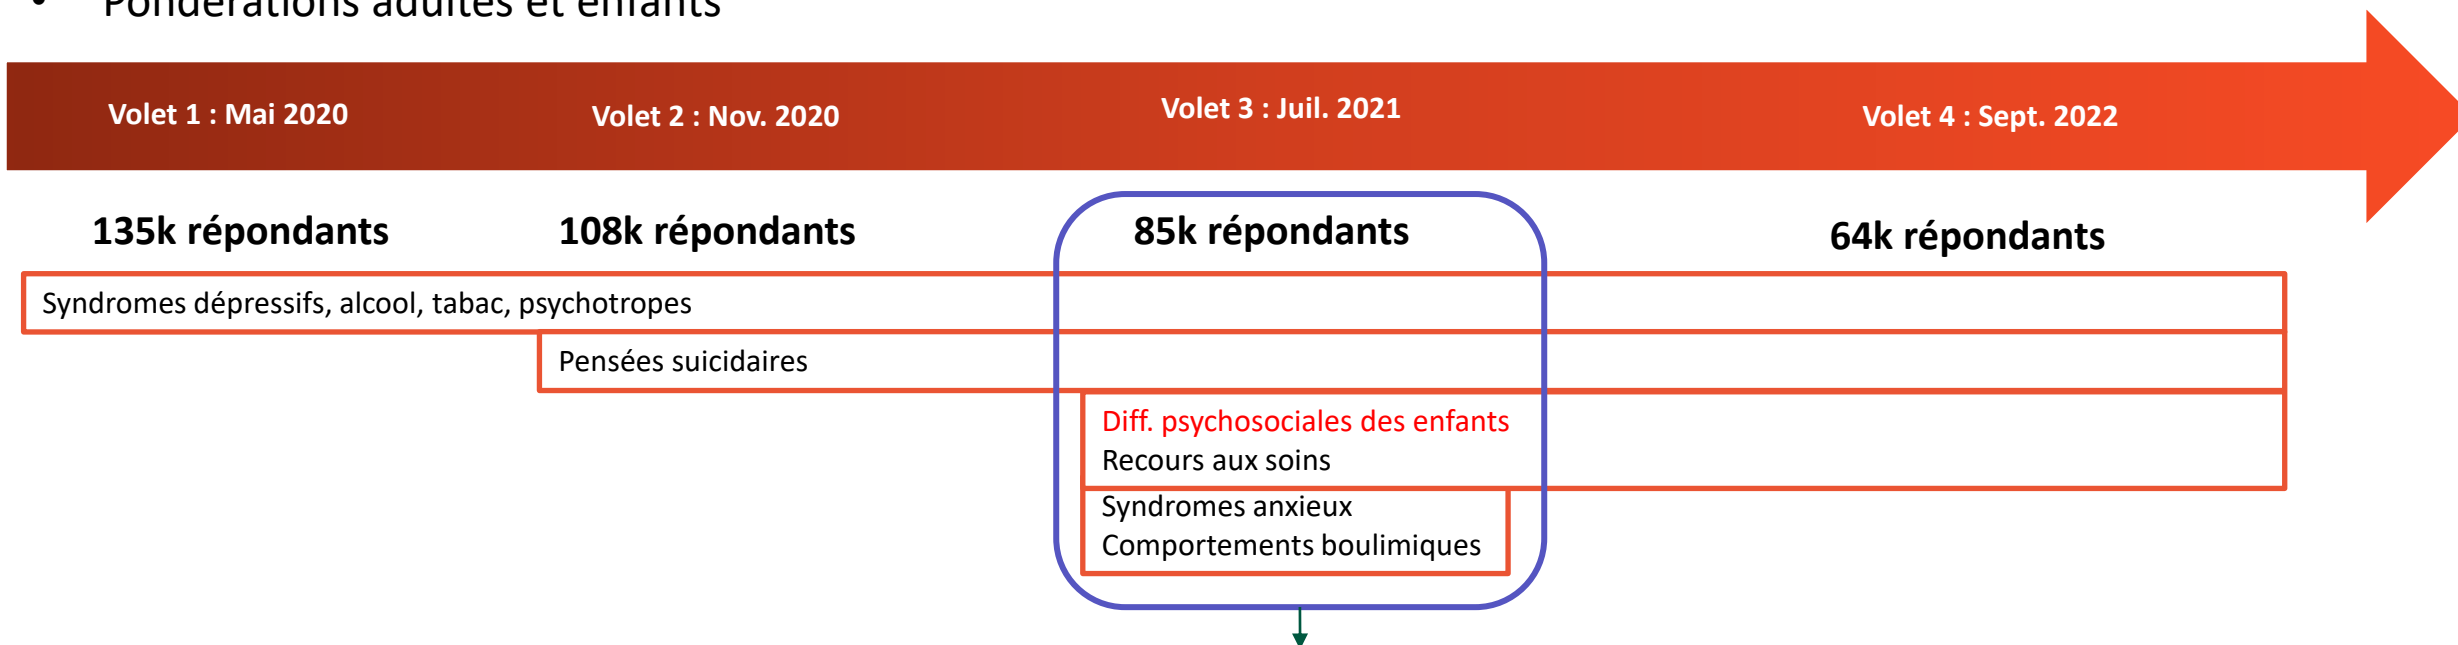 • Pondérations adultes et enfants
Volet 1 : Mai 2020
Volet 2 : Nov. 2020
Volet 3 : Juil. 2021
Volet 4 : Sept. 2022
135k répondants
108k répondants
85k répondants
64k répondants
Syndromes dépressifs, alcool, tabac, psychotropes
Pensées suicidaires
Diff. psychosociales des enfants
Recours aux soins
Syndromes anxieux
Comportements boulimiques